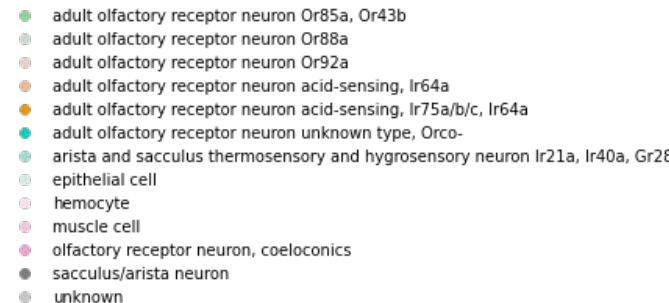 adult olfactory receptor neuron Or85a, Or43b
adult olfactory receptor neuron Or88a
adult olfactory receptor neuron Or92a
adult olfactory receptor neuron acid-sensing, Ir64a
adult olfactory receptor neuron acid-sensing, Ir75a/b/c, Ir64a
adult olfactory receptor neuron unknown type, Orco-
arista and sacculus thermosensory and hygrosensory neuron Ir21a, Ir40a, Gr28
epithelial cell
hemocyte
muscle cell
olfactory receptor neuron, coeloconics
sacculus/arista neuron
unknown